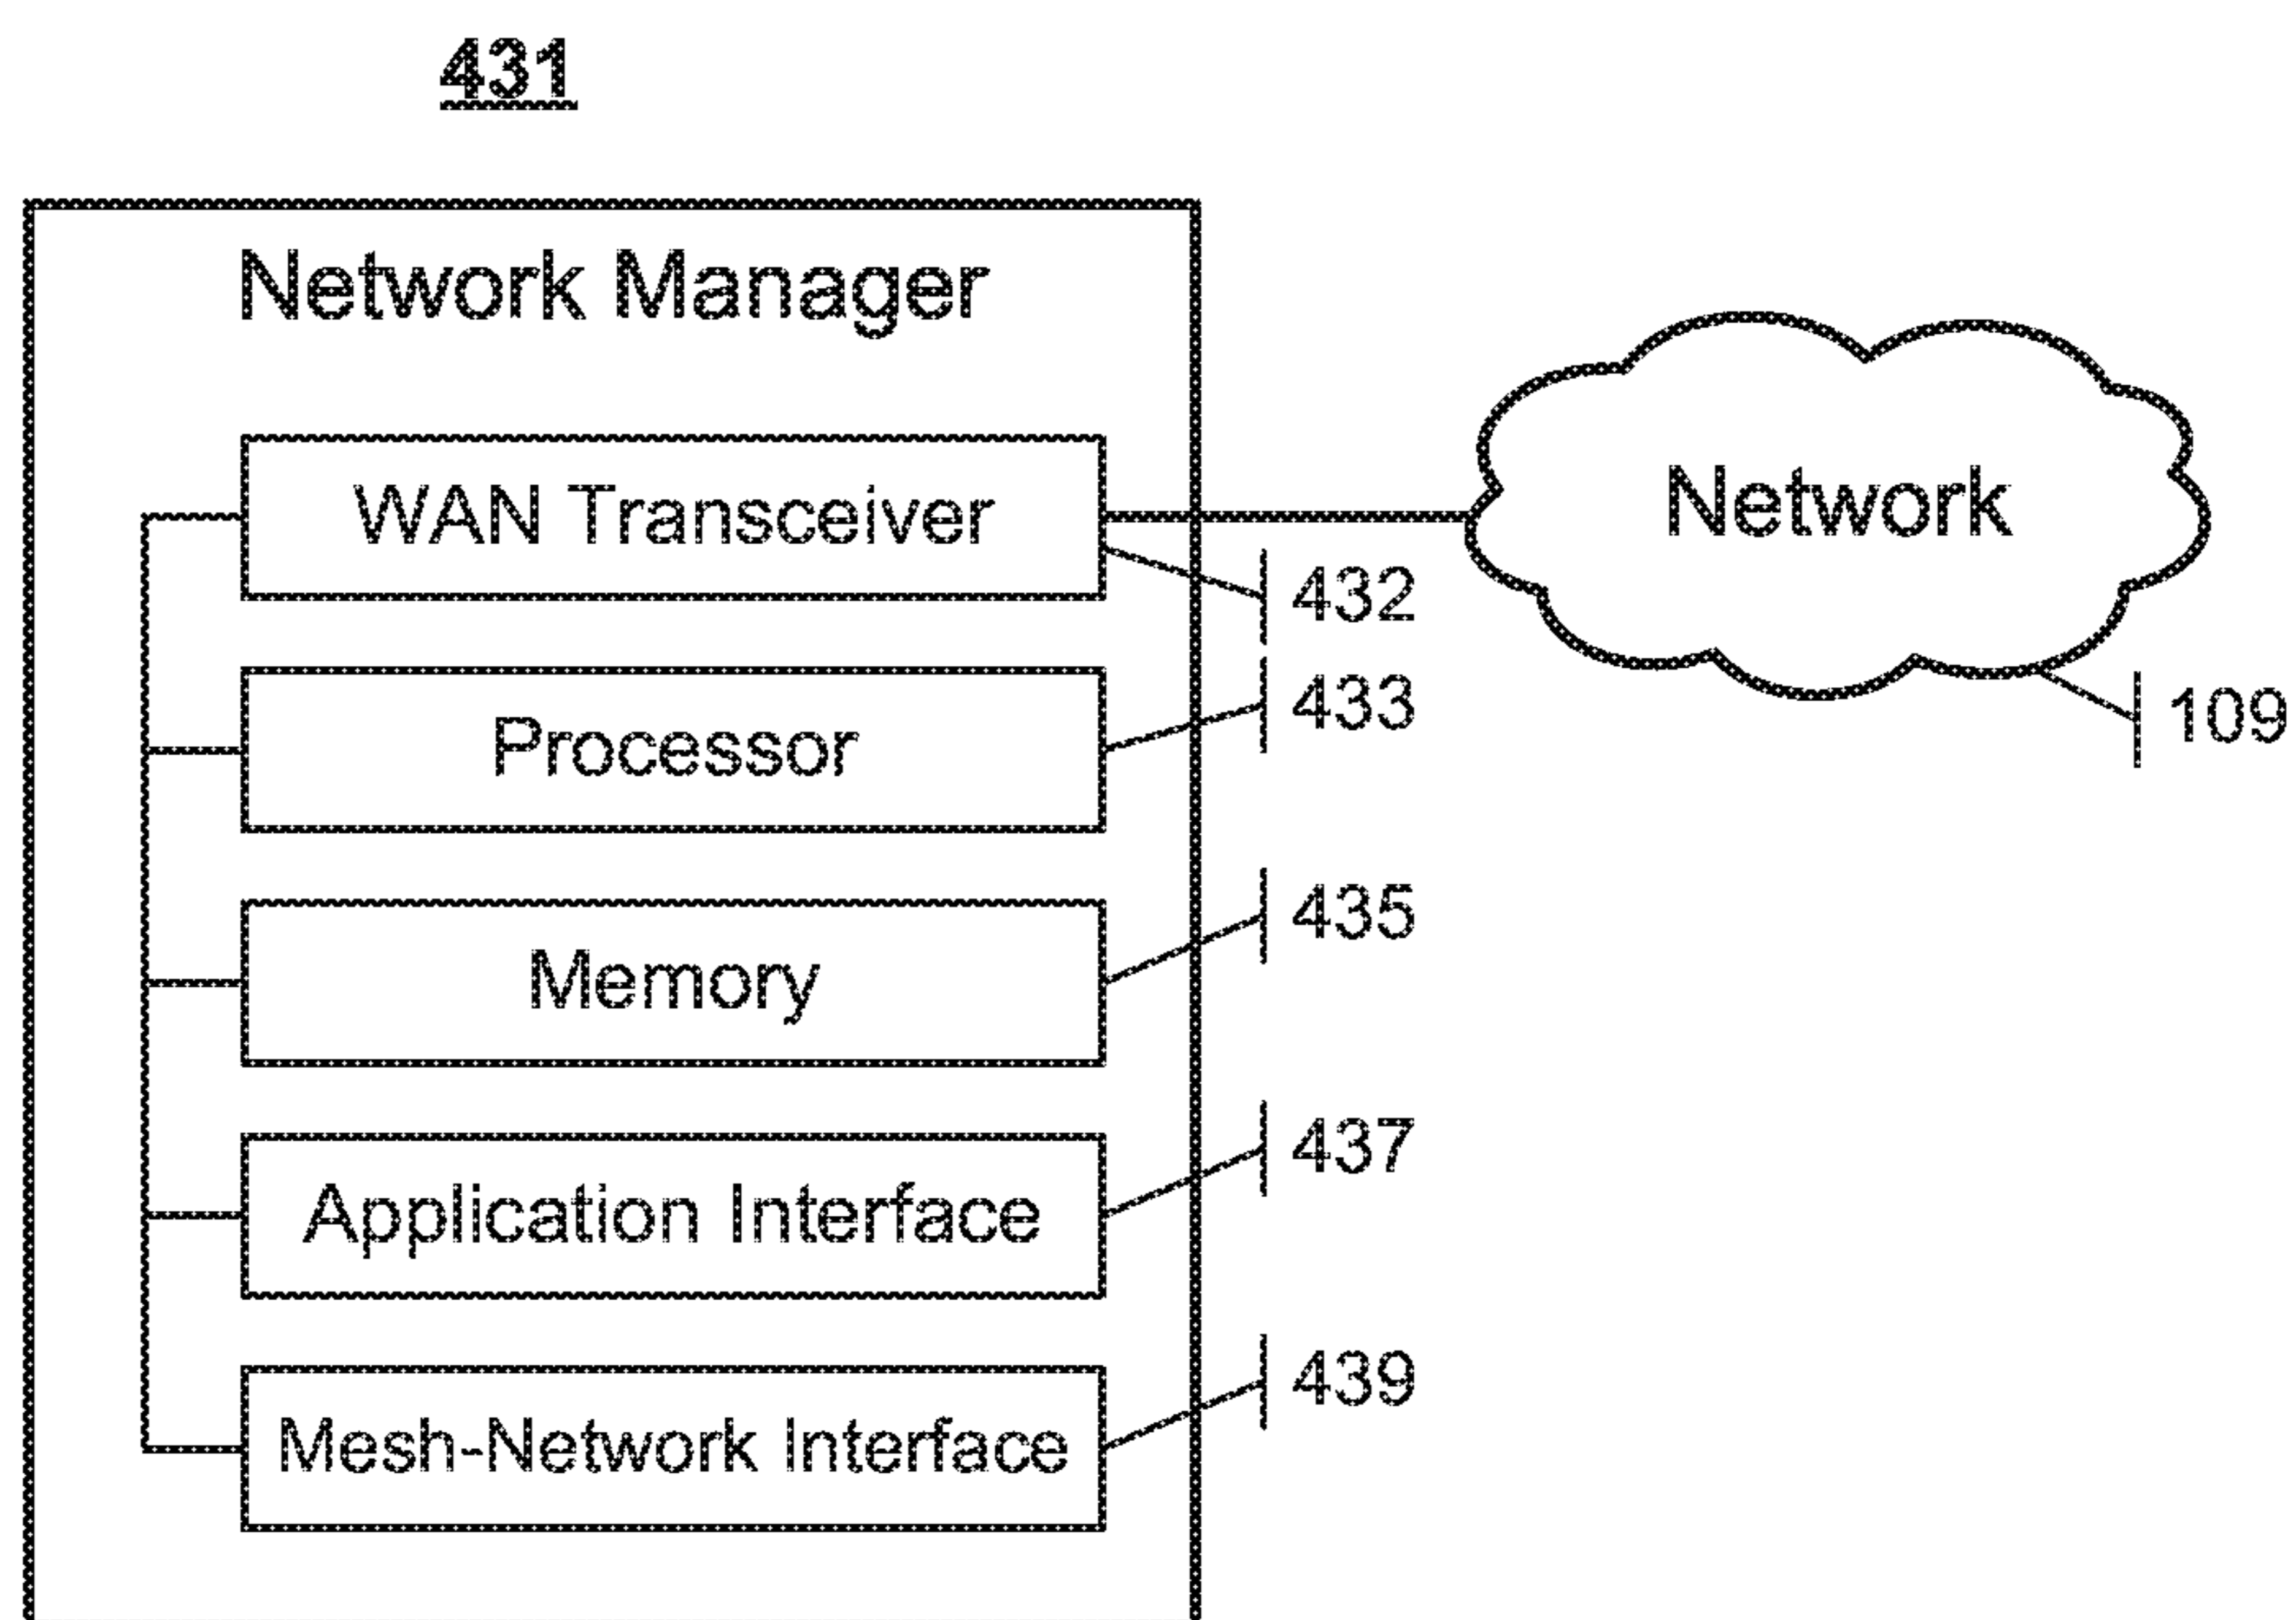 431
Network Manager
WAN Transceiver
Network
432
433
109
Processor
435
Memory
437
Application Interface
439
Mesh-Network Interface